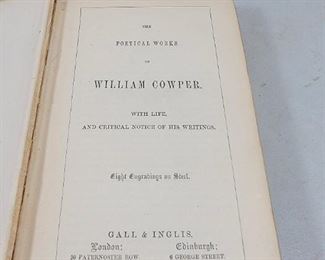 THE
POETICAL WORKS
OF
WILLIAM COWPER.
WITH LIFE,
AND CRITICAL NOTICE OF HIS WRITINGS.
Eight Engravings on Steel.
GALL & INGLIS.
London: Edinburgh:
30 PATERNOSTER ROW. 6 GEORGE STREET.